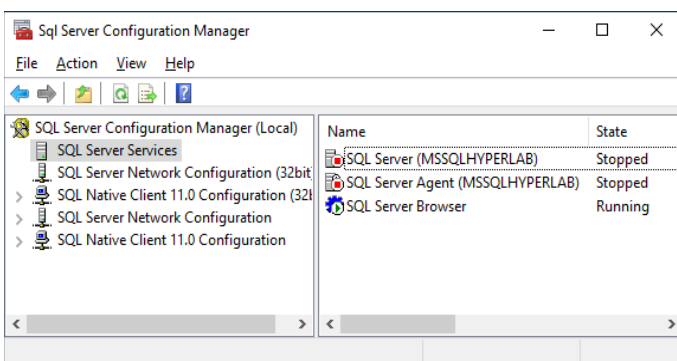 Sql Server Configuration Manager
File Action View Help
SQL Server Configuration Manager (Local)
SQL Server Services
SQL Server Network Configuration (32bit
SQL Native Client 11.0 Configuration (32b
SQL Server Network Configuration
SQL Native Client 11.0 Configuration
Name State
SQL Server (MSSQLHYPERLAB) Stopped
SQL Server Agent (MSSQLHYPERLAB) Stopped
SQL Server Browser Running